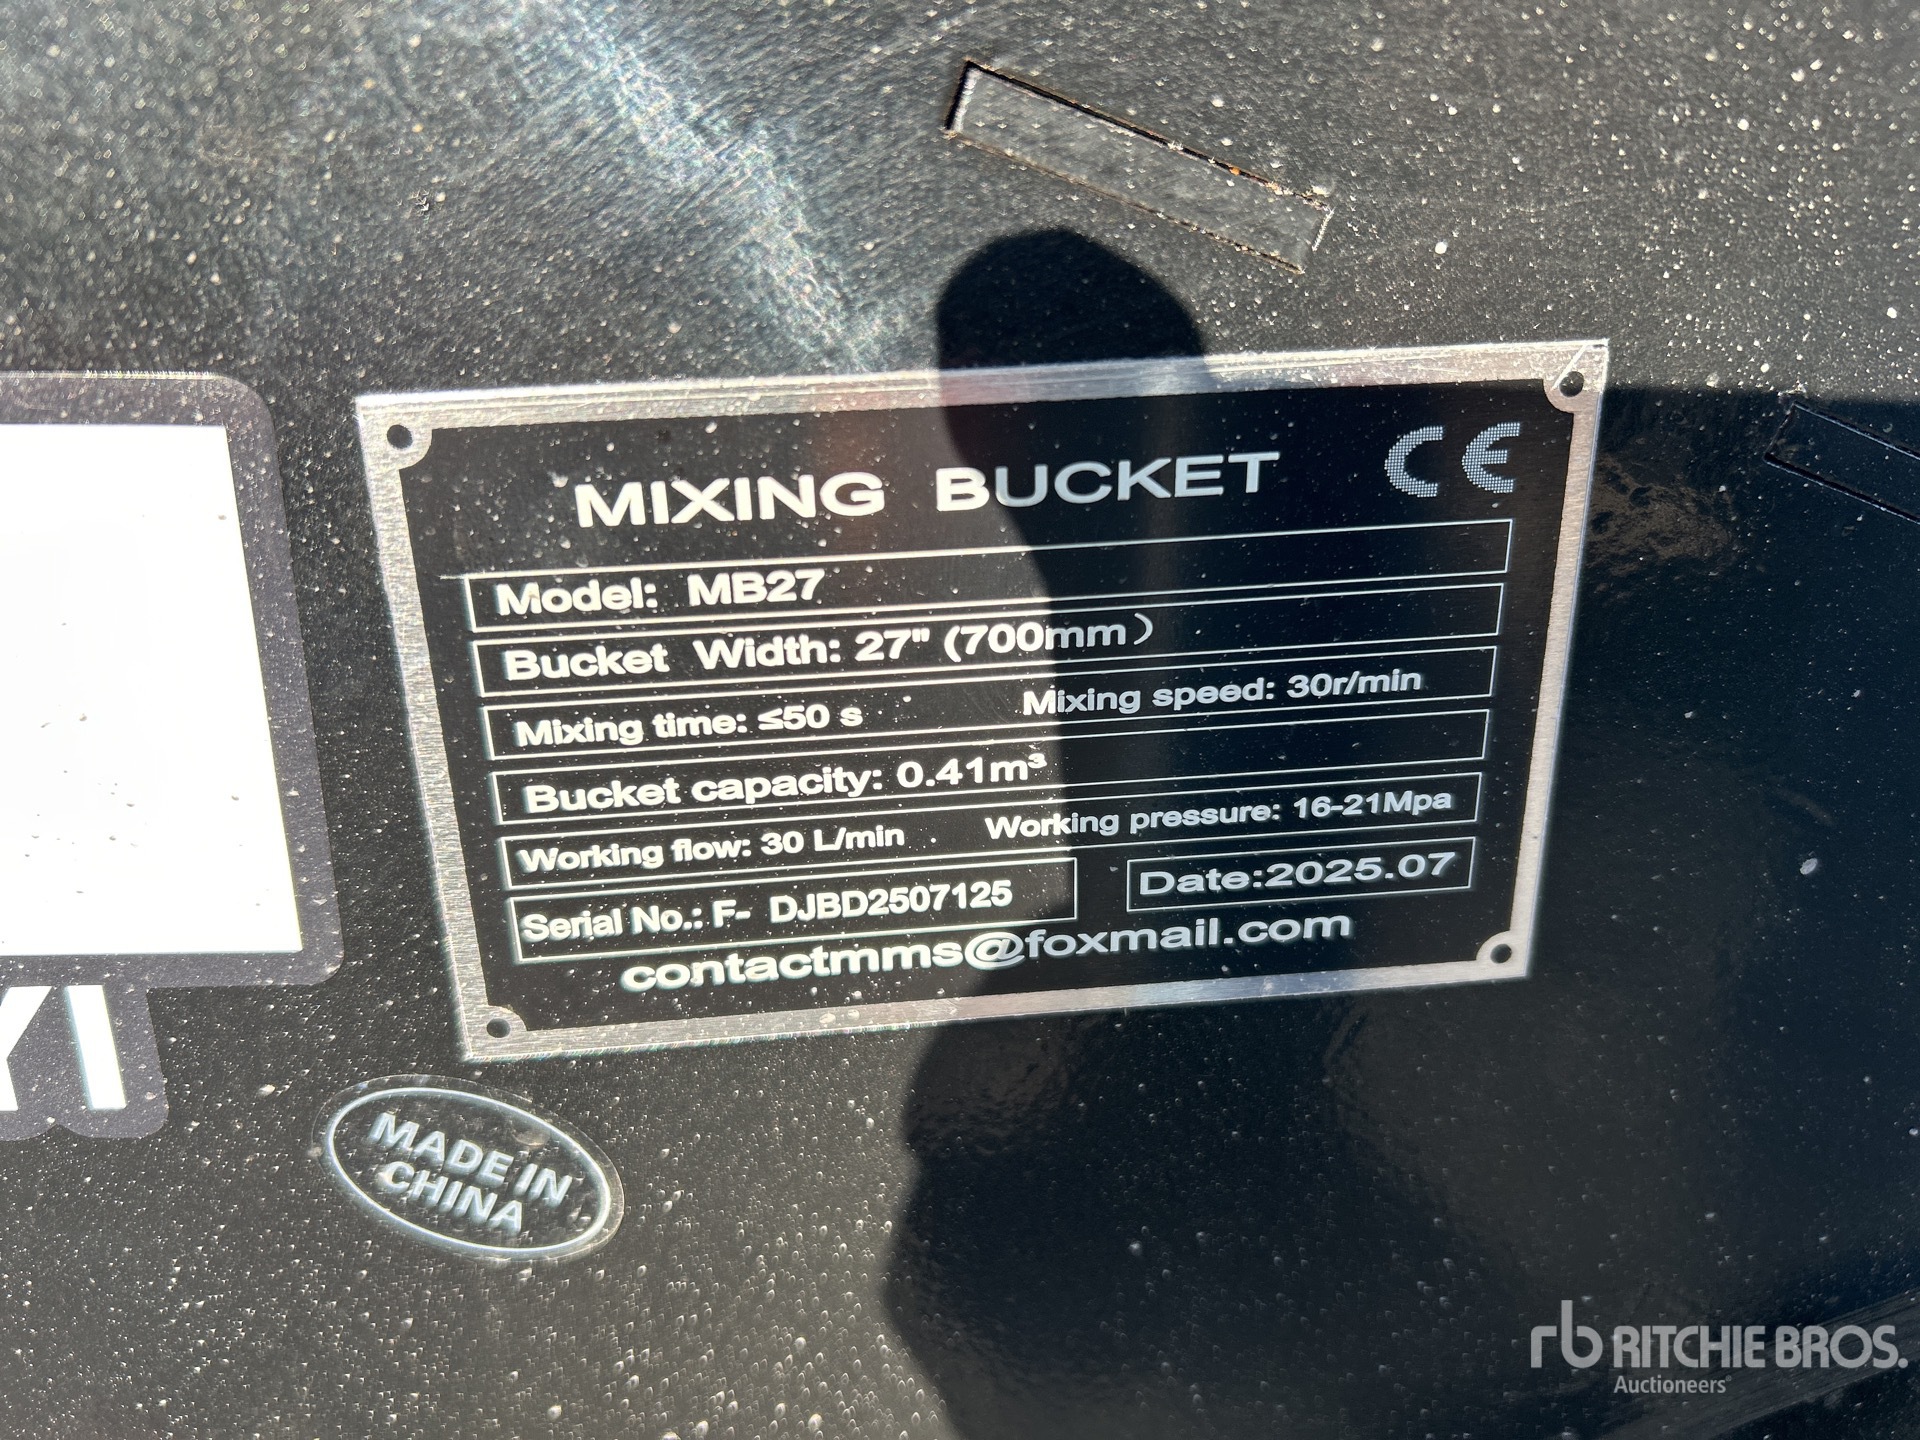 MIXING BUCKET
CE
Model: MB27
Bucket Width: 27" (700mm)
Mixing time: ≤50 s Mixing speed: 30r/min
Bucket capacity: 0.41m³
Working flow: 30 L/min Working pressure: 16-21Mpa
Serial No.: F- DJBD2507125 Date:2025.07
contactmms@foxmail.com
MADE IN
CHINA
rb RITCHIE BROS.
Auctioneers